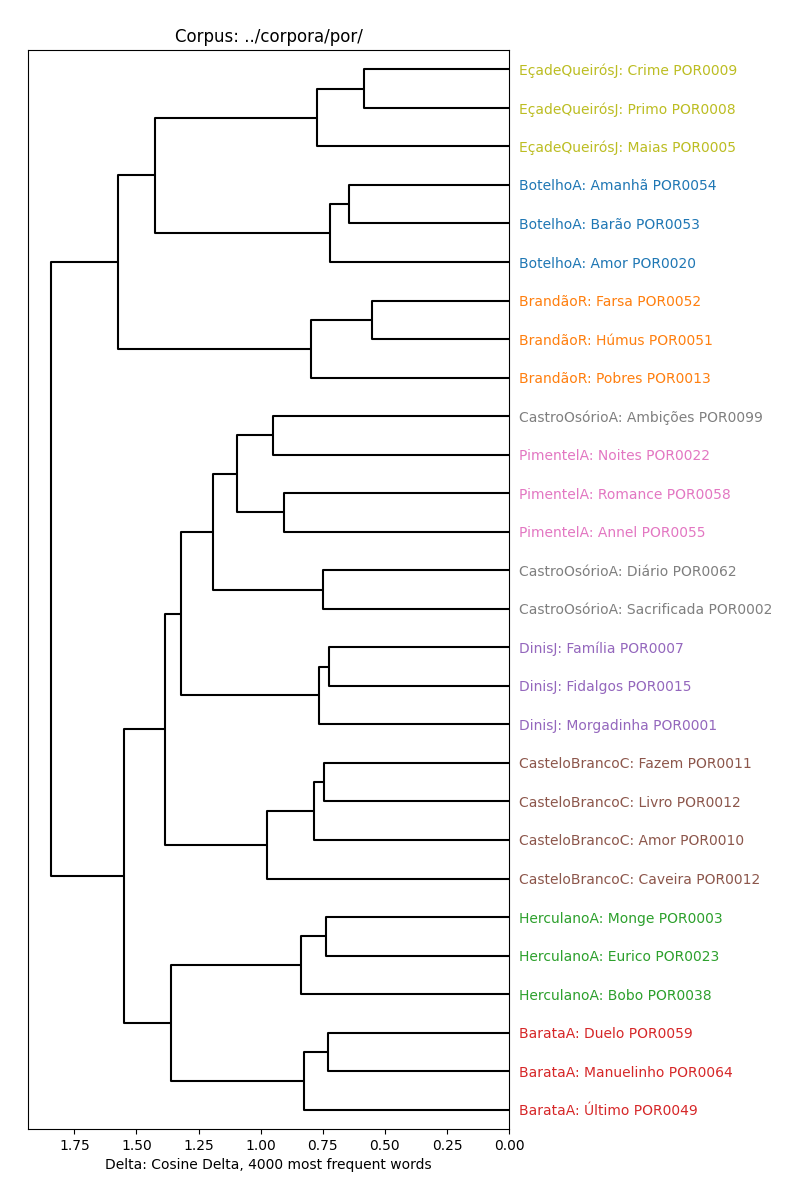 Corpus: ../corpora/por/
EçadeQueirósJ: Crime POR0009
EçadeQueirósJ: Primo POR0008
EçadeQueirósJ: Maias POR0005
BotelhoA: Amanhã POR0054
BotelhoA: Barão POR0053
BotelhoA: Amor POR0020
BrandãoR: Farsa POR0052
BrandãoR: Húmus POR0051
BrandãoR: Pobres POR0013
CastroOsórioA: Ambições POR0099
PimentelA: Noites POR0022
PimentelA: Romance POR0058
PimentelA: Annel POR0055
CastroOsórioA: Diário POR0062
CastroOsórioA: Sacrificada POR0002
DinisJ: Família POR0007
DinisJ: Fidalgos POR0015
DinisJ: Morgadinha POR0001
CasteloBrancoC: Fazem POR0011
CasteloBrancoC: Livro POR0012
CasteloBrancoC: Amor POR0010
CasteloBrancoC: Caveira POR0012
HerculanoA: Monge POR0003
HerculanoA: Eurico POR0023
HerculanoA: Bobo POR0038
BarataA: Duelo POR0059
BarataA: Manuelinho POR0064
BarataA: Último POR0049
1.75 1.50 1.25 1.00 0.75 0.50 0.25 0.00
Delta: Cosine Delta, 4000 most frequent words